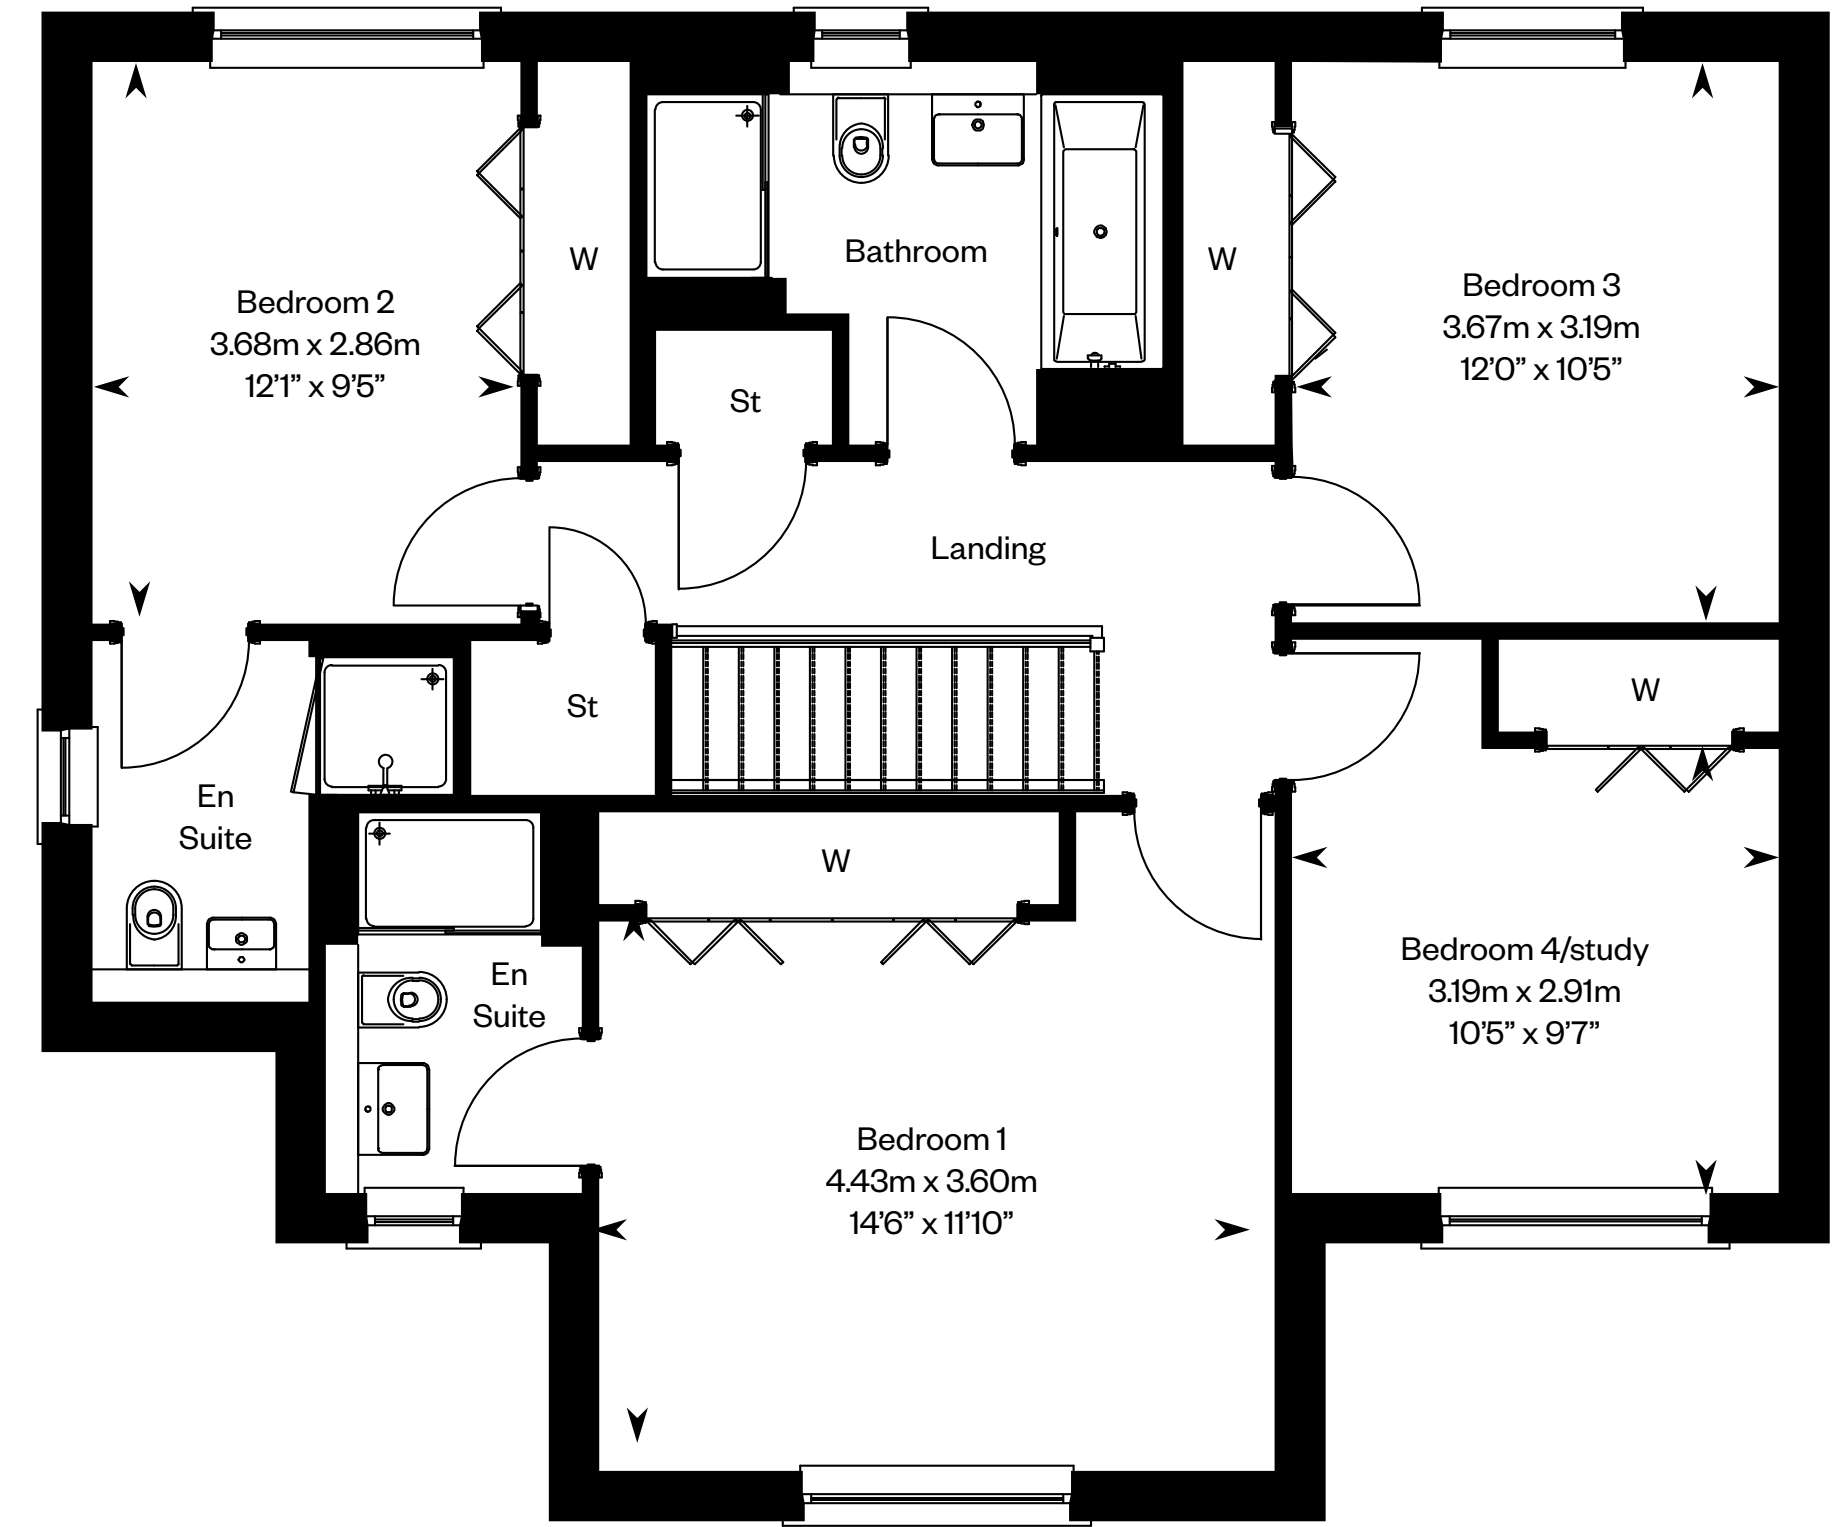 Bedroom 2
3.68m x 2.86m
12’1” x 9’5”
W
Bathroom
W
Bedroom 3
3.67m x 3.19m
12’0” x 10’5”
St
Landing
St
W
En
Suite
W
En
Suite
Bedroom 4/study
3.19m x 2.91m
10’5” x 9’7”
Bedroom 1
4.43m x 3.60m
14’6” x 11’10”